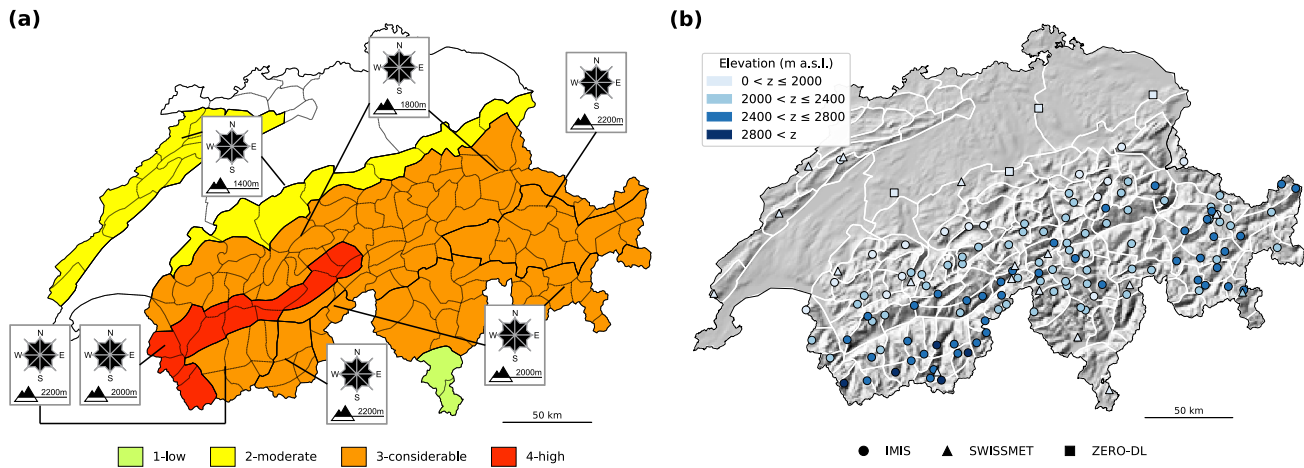 (a)
N
W E
S
1800m
N
W E
S
2200m
N
W E
S
1400m
N
W E
S
2200m
N
W E
S
2000m
N
W E
S
2200m
N
W E
S
2000m
50 km
1-low
2-moderate
3-considerable
4-high
(b)
Elevation (m a.s.l.)
0 < z ≤ 2000
2000 < z ≤ 2400
2400 < z ≤ 2800
2800 < z
50 km
IMIS
SWISSMET
ZERO-DL